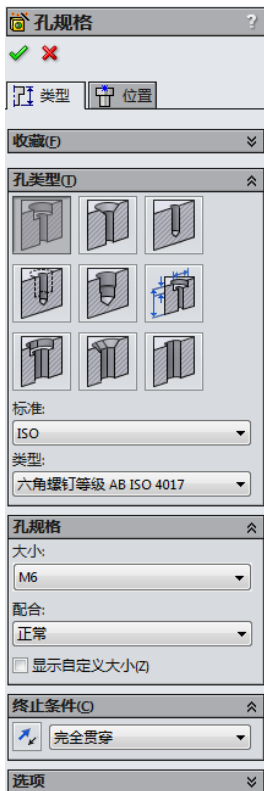 孔规格
?
类型
位置
收藏(F)
孔类型(T)
标准:
ISO
类型:
六角螺钉等级 AB ISO 4017
孔规格
大小:
M6
配合:
正常
显示自定义大小(Z)
终止条件(C)
完全贯穿
选项